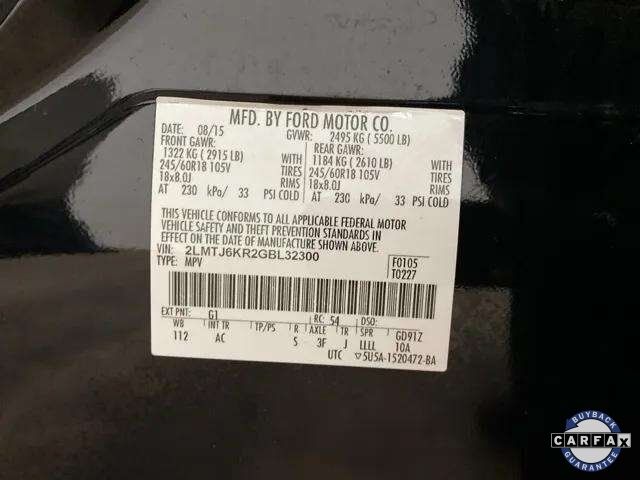 MFD. BY FORD MOTOR CO.
DATE: 08/15 GVWR: 2495 KG ( 5500 LB)
FRONT GAWR: REAR GAWR:
1322 KG ( 2915 LB) 1184 KG ( 2610 LB)
245/60R18 105V TIRES 245/60R18 105V TIRES
18x8.0J RIMS 18x8.0J RIMS
AT 230 kPa/ 33 PSI COLD AT 230 kPa/ 33 PSI COLD
THIS VEHICLE CONFORMS TO ALL APPLICABLE FEDERAL MOTOR
VEHICLE SAFETY AND THEFT PREVENTION STANDARDS IN
EFFECT ON THE DATE OF MANUFACTURE SHOWN ABOVE.
VIN: 2LMTJ6KR2GBL32300 F0105
TYPE: MPV T0227
EXT PNT: G1 RC: 54 DSO:
WB INT TR TP/PS R AXLE TR SPR GD91Z
112 AC S 3F J LLLL 10A
UTC ▽5U5A-1520472-BA
BUYBACK
CARFAX
GUARANTEE